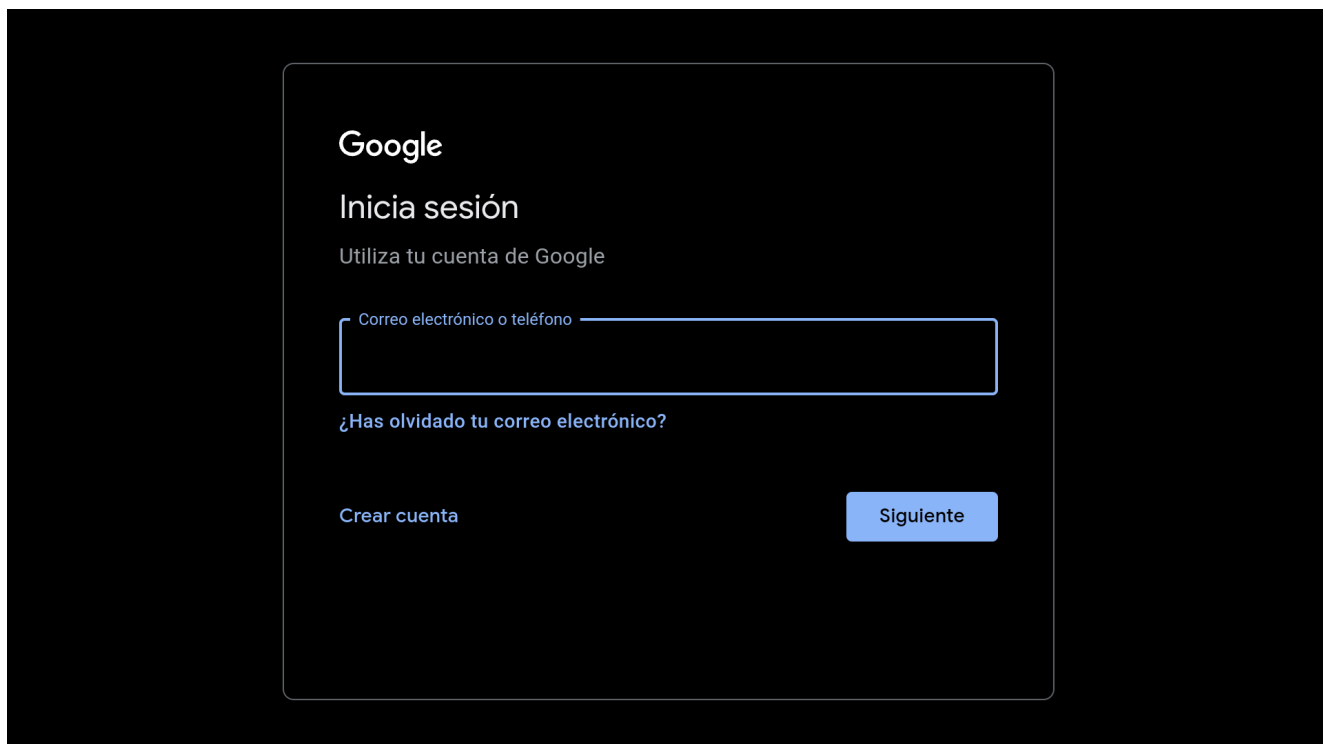 Google
Inicia sesión
Utiliza tu cuenta de Google
Correo electrónico o teléfono
¿Has olvidado tu correo electrónico?
Crear cuenta
Siguiente